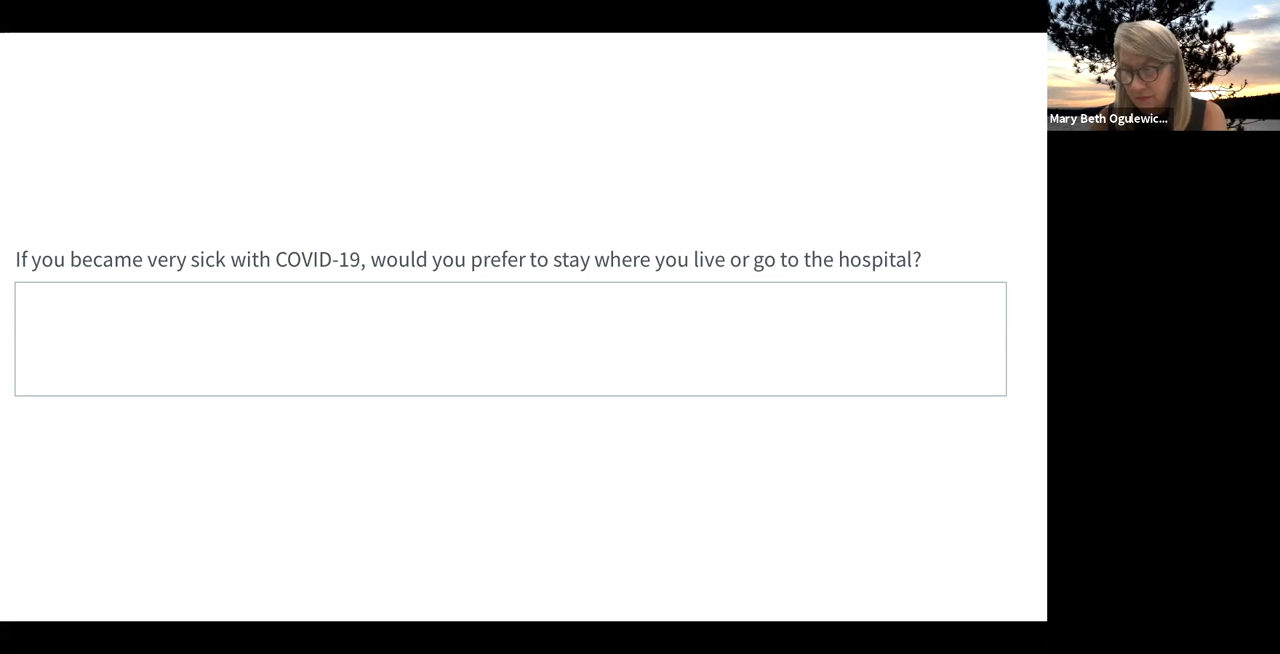 If you became very sick with COVID-19, would you prefer to stay where you live or go to the hospital?
Mary Beth Ogulewic...